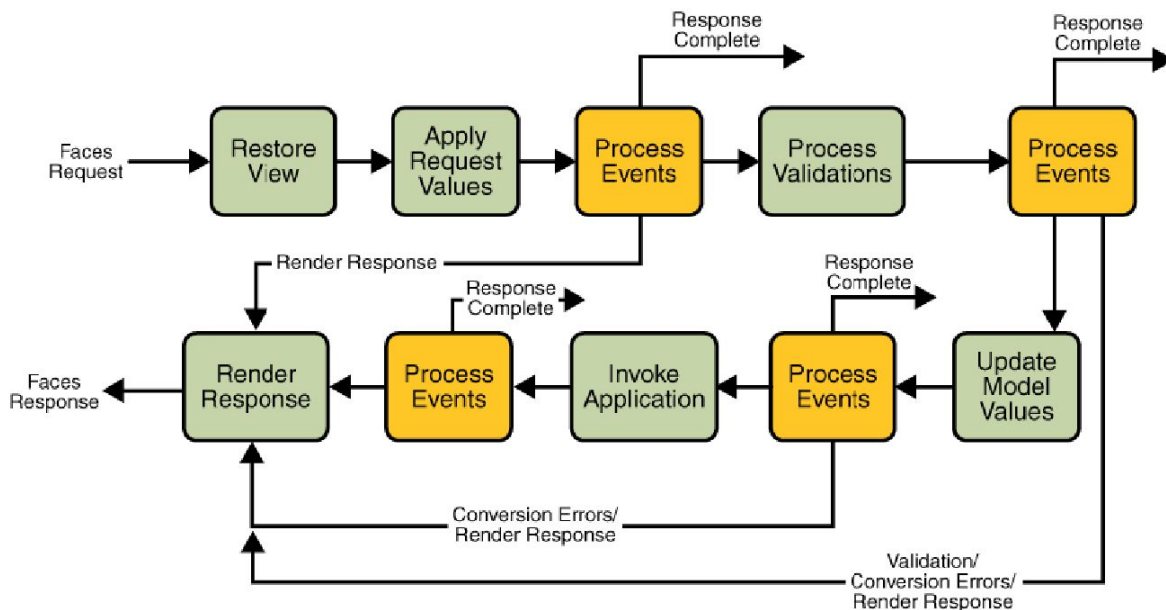 Response
Complete
Response
Complete
Faces
Request
Restore
View
Apply
Request
Values
Process
Events
Process
Validations
Process
Events
Render Response
Response
Complete
Response
Complete
Faces
Response
Render
Response
Process
Events
Invoke
Application
Process
Events
Update
Model
Values
Conversion Errors/
Render Response
Validation/
Conversion Errors/
Render Response